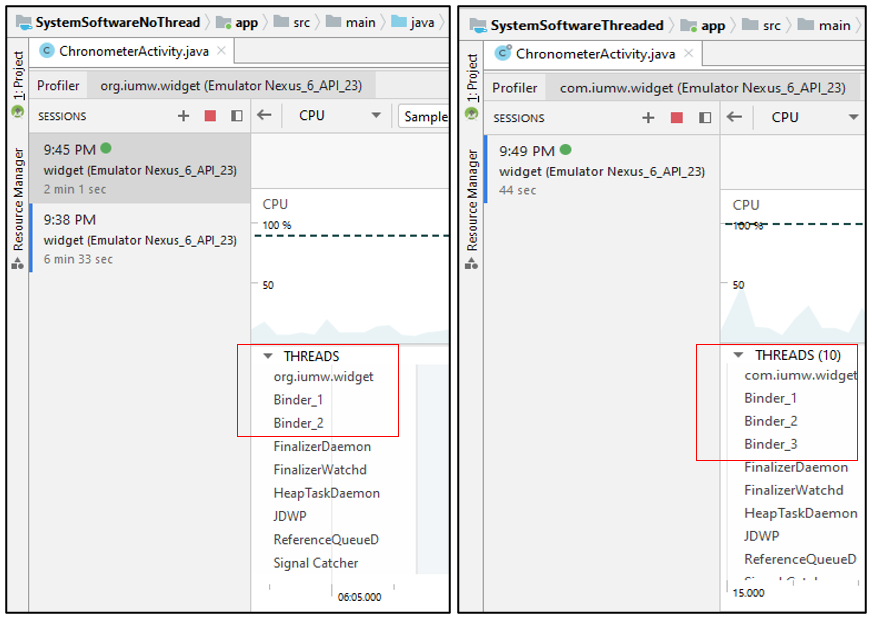 SystemSoftwareNoThread app src main java
ChronometerActivity.java
1: Project
Resource Manager
Profiler org.iumw.widget (Emulator Nexus_6_API_23)
SESSIONS
CPU
Sample
9:45 PM
widget (Emulator Nexus_6_API_23)
2 min 1 sec
9:38 PM
widget (Emulator Nexus_6_API_23)
6 min 33 sec
CPU
100 %
50
THREADS
org.iumw.widget
Binder_1
Binder_2
FinalizerDaemon
FinalizerWatchd
HeapTaskDaemon
JDWP
ReferenceQueueD
Signal Catcher
06:05.000
SystemSoftwareThreaded app src main
ChronometerActivity.java
1: Project
Resource Manager
Profiler com.iumw.widget (Emulator Nexus_6_API_23)
SESSIONS
CPU
9:49 PM
widget (Emulator Nexus_6_API_23)
44 sec
CPU
100 %
50
THREADS (10)
com.iumw.widget
Binder_1
Binder_2
Binder_3
FinalizerDaemon
FinalizerWatchd
HeapTaskDaemon
JDWP
ReferenceQueueD
15.000